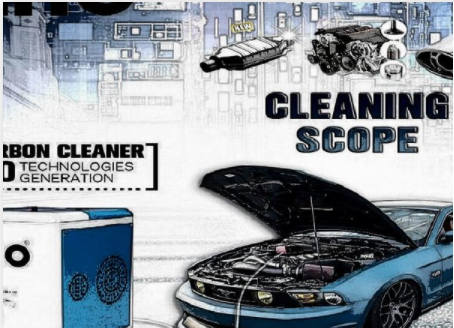 CLEANING
SCOPE
RBON CLEANER
TECHNOLOGIES
GENERATION
O